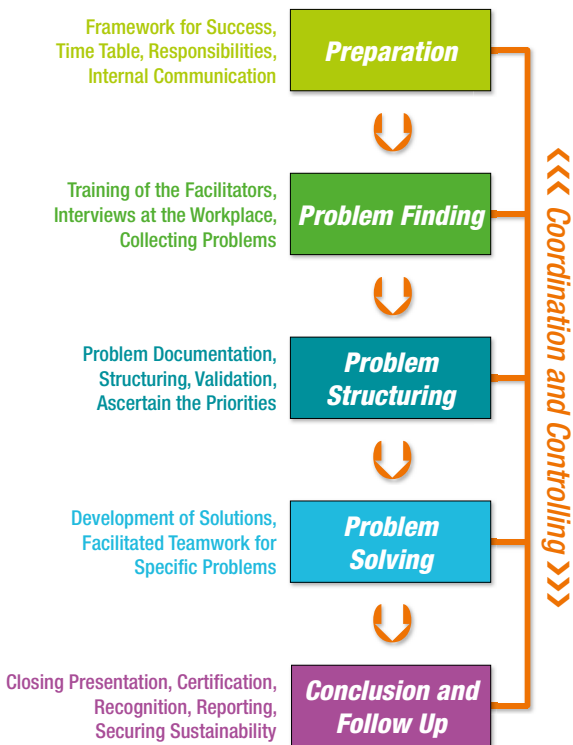 Framework for Success,
Time Table, Responsibilities,
Internal Communication
Preparation
Training of the Facilitators,
Interviews at the Workplace,
Collecting Problems
Problem Finding
Problem Documentation,
Structuring, Validation,
Ascertain the Priorities
Problem
Structuring
Development of Solutions,
Facilitated Teamwork for
Specific Problems
Problem
Solving
Closing Presentation, Certification,
Recognition, Reporting,
Securing Sustainability
Conclusion and
Follow Up
<<< Coordination and Controlling >>>